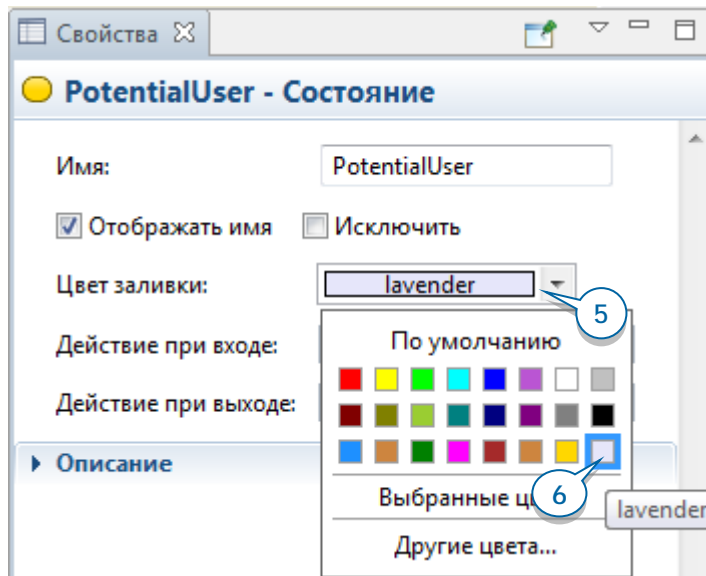 Свойства
PotentialUser - Состояние
Имя: PotentialUser
Отображать имя Исключить
Цвет заливки: lavender
5
По умолчанию
Действие при входе:
Действие при выходе:
Описание
Выбранные 6
lavender
Другие цвета...